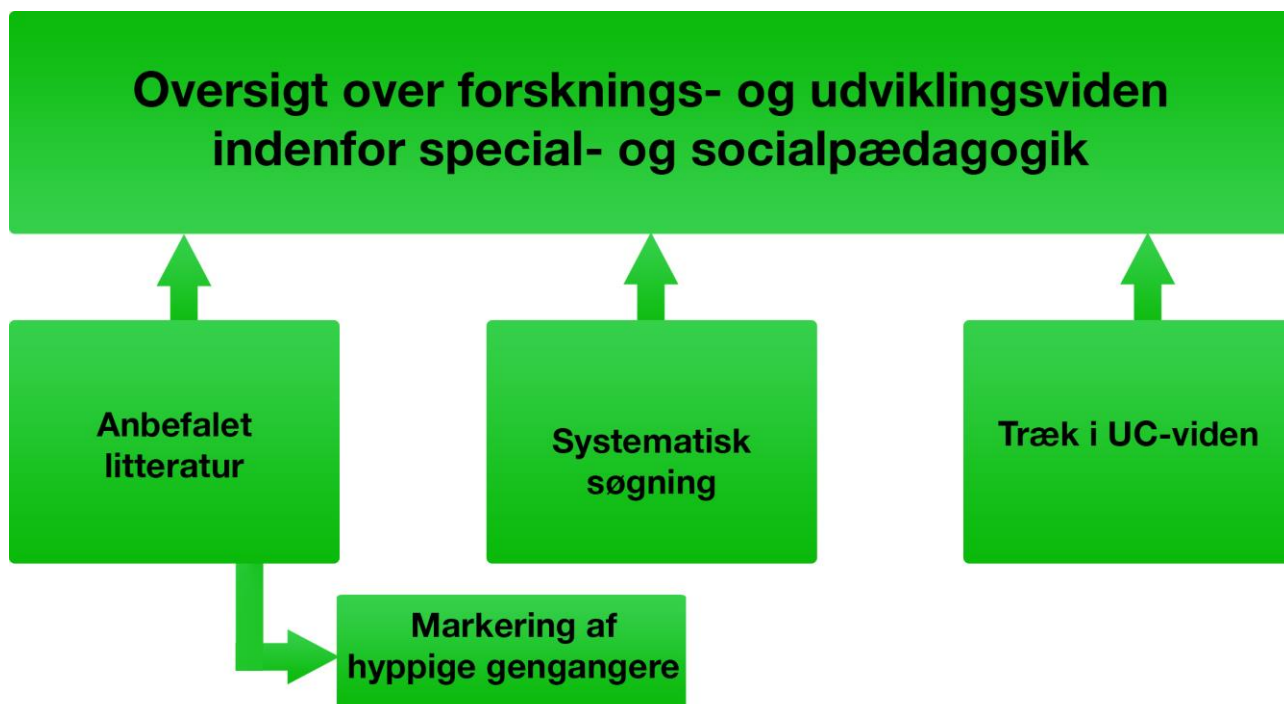 Oversigt over forsknings- og udviklingsviden
indenfor special- og socialpædagogik
Anbefalet
litteratur
Systematisk
søgning
Træk i UC-viden
Markering af
hyppige gengangere